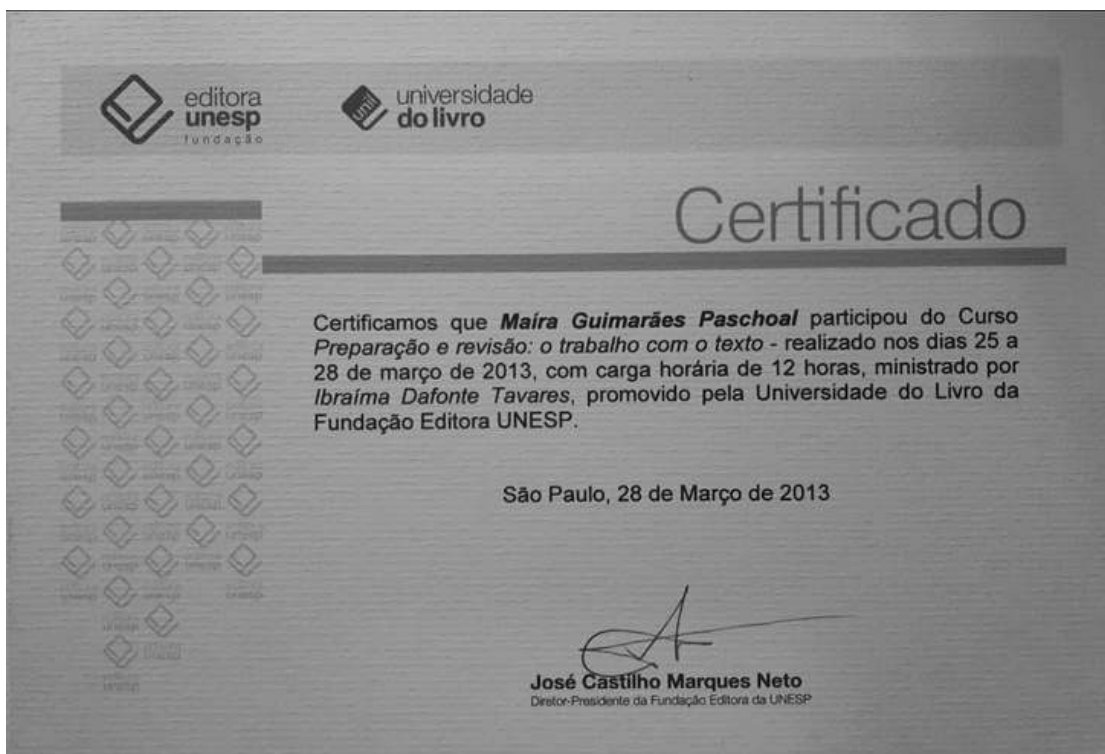 editora
unesp
fundação
unil
universidade
do livro
Certificado
Certificamos que Maíra Guimarães Paschoal participou do Curso
Preparação e revisão: o trabalho com o texto - realizado nos dias 25 a
28 de março de 2013, com carga horária de 12 horas, ministrado por
Ibraíma Dafonte Tavares, promovido pela Universidade do Livro da
Fundação Editora UNESP.
São Paulo, 28 de Março de 2013
José Castilho Marques Neto
Diretor-Presidente da Fundação Editora da UNESP